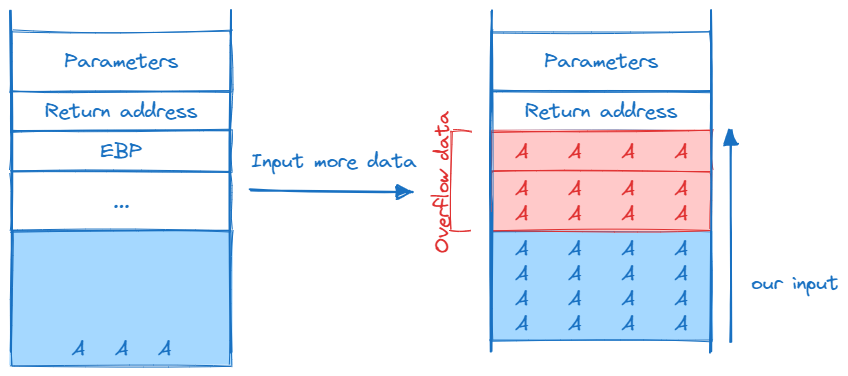 Parameters
Return address
EBP
...
A A A
Input more data
Overflow data
Parameters
Return address
A A A A
A A A A
A A A A
A A A A
A A A A
A A A A
A A A A
our input